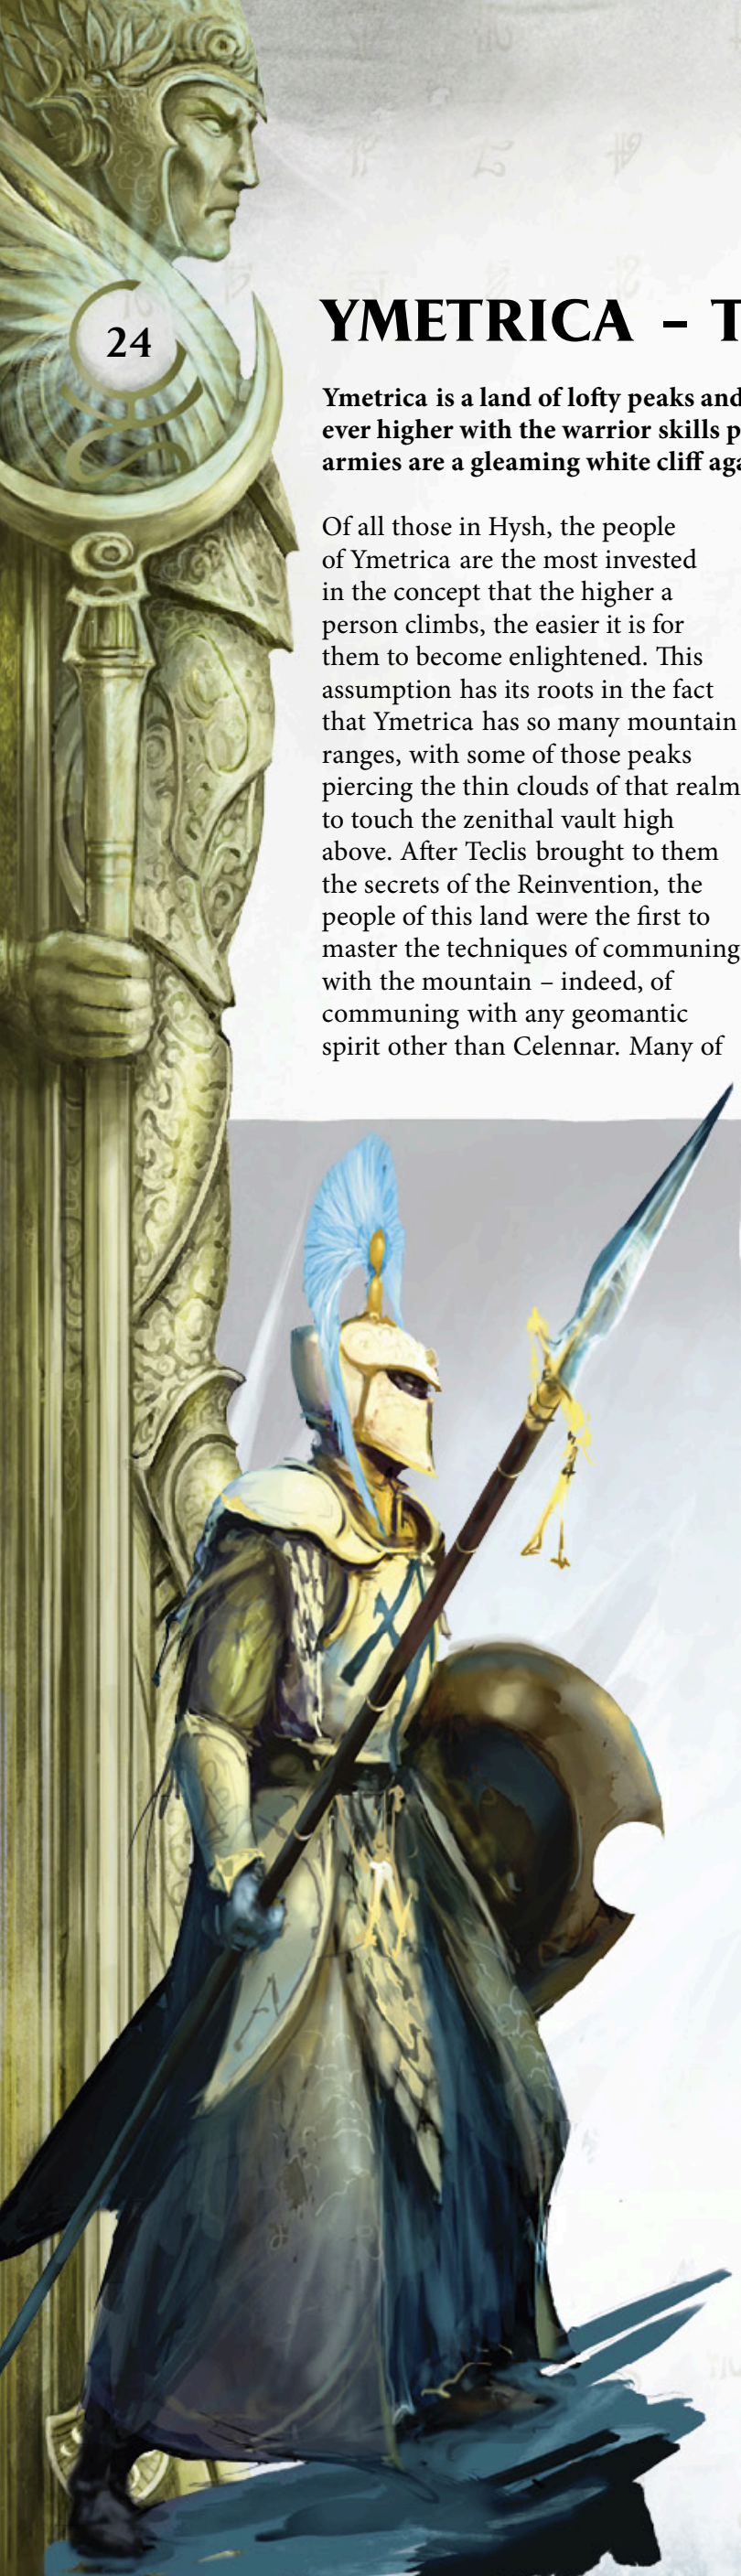 24
YMETRICA – T
Ymetrica is a land of lofty peaks and
ever higher with the warrior skills p
armies are a gleaming white cliff aga
Of all those in Hysh, the people
of Ymetrica are the most invested
in the concept that the higher a
person climbs, the easier it is for
them to become enlightened. This
assumption has its roots in the fact
that Ymetrica has so many mountain
ranges, with some of those peaks
piercing the thin clouds of that realm
to touch the zenithal vault high
above. After Teclis brought to them
the secrets of the Reinvention, the
people of this land were the first to
master the techniques of communing
with the mountain – indeed, of
communing with any geomantic
spirit other than Celennar. Many of